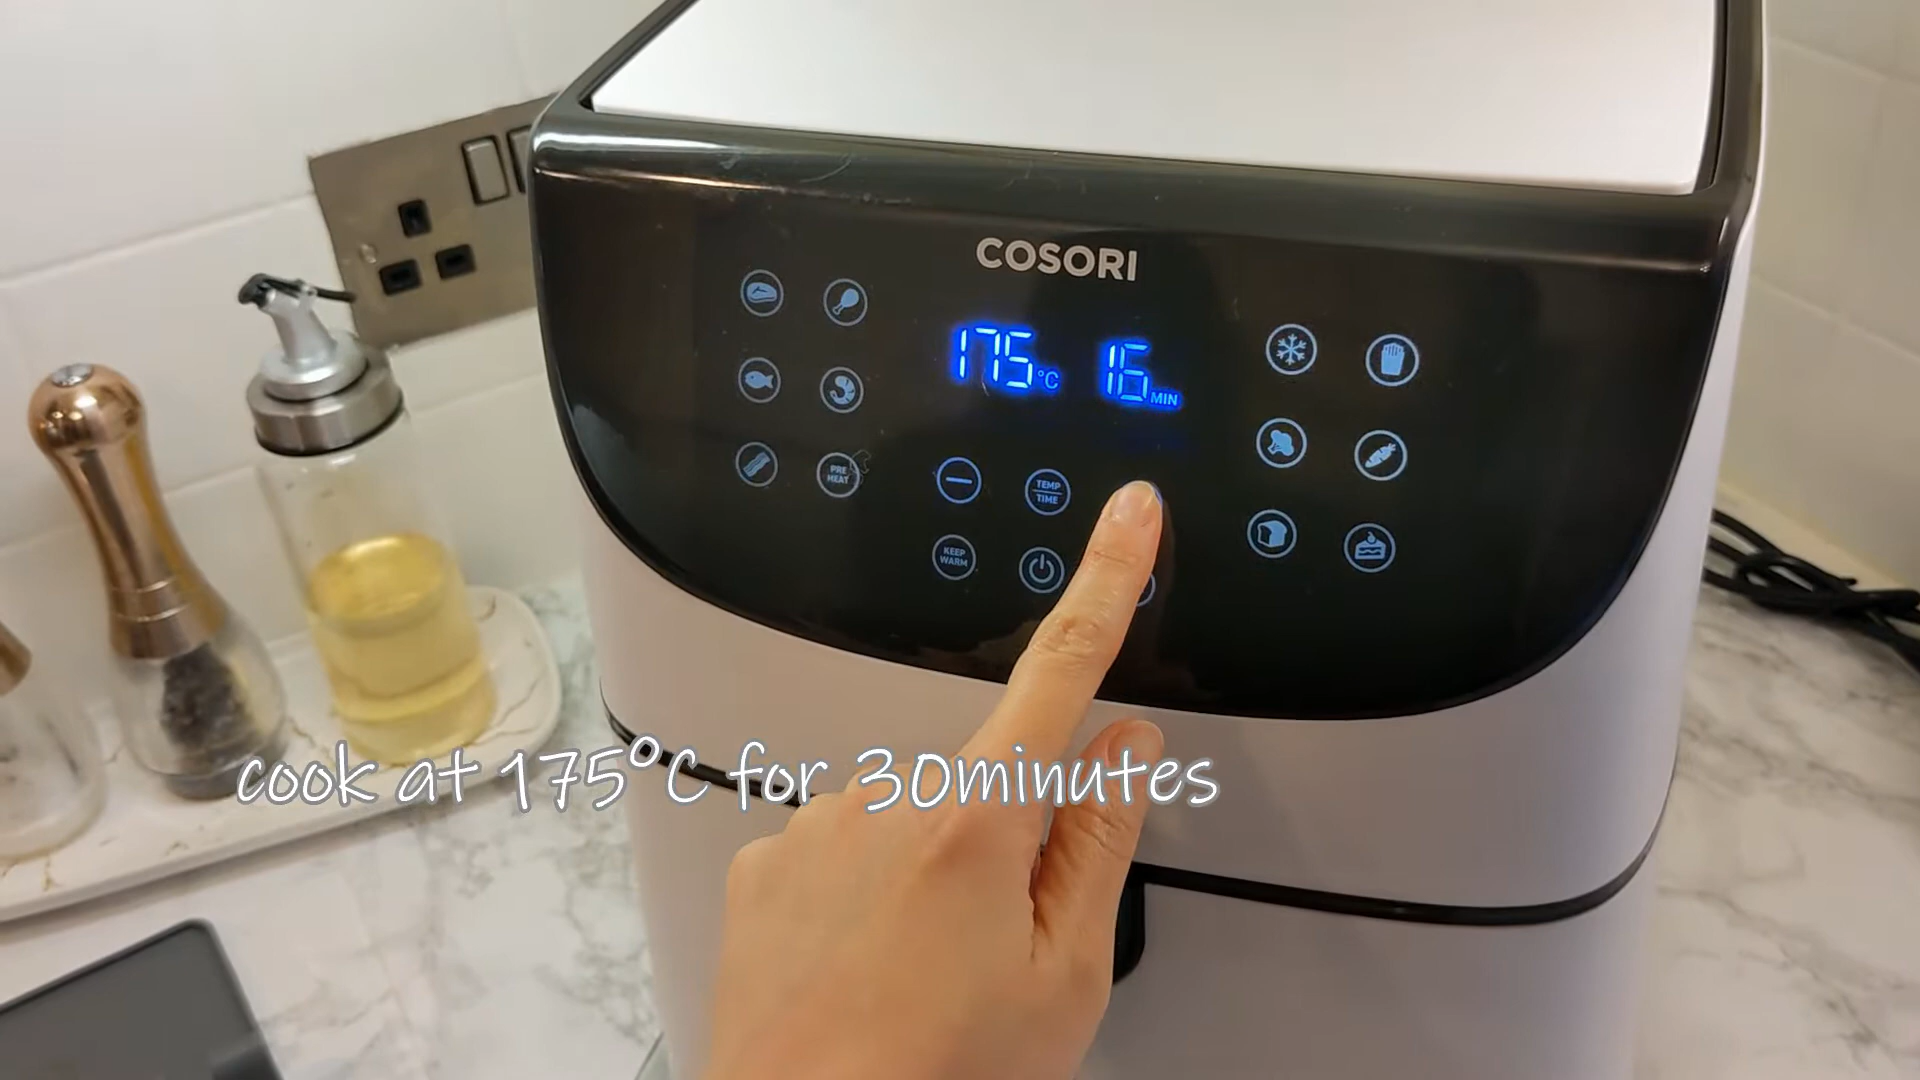 COSORI
175°C 16 MIN
PRE HEAT
TEMP TIME
KEEP WARM
cook at 175°C for 30minutes